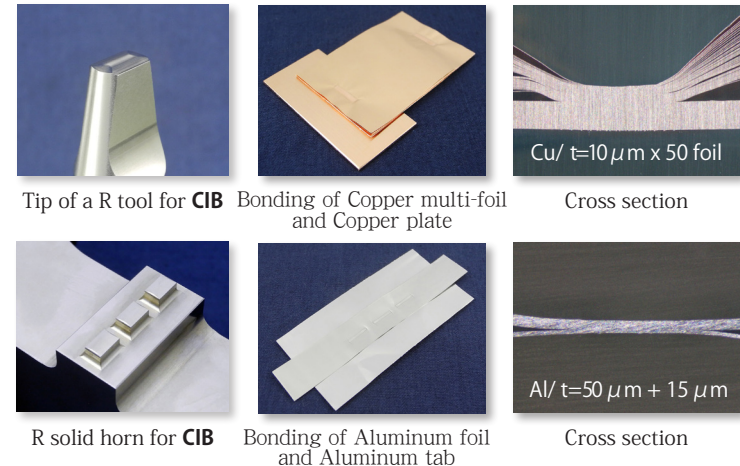 Cu/ t=10 μm x 50 foil
Tip of a R tool for CIB
Bonding of Copper multi-foil
and Copper plate
Cross section
Al/ t=50 μm + 15 μm
R solid horn for CIB
Bonding of Aluminum foil
and Aluminum tab
Cross section